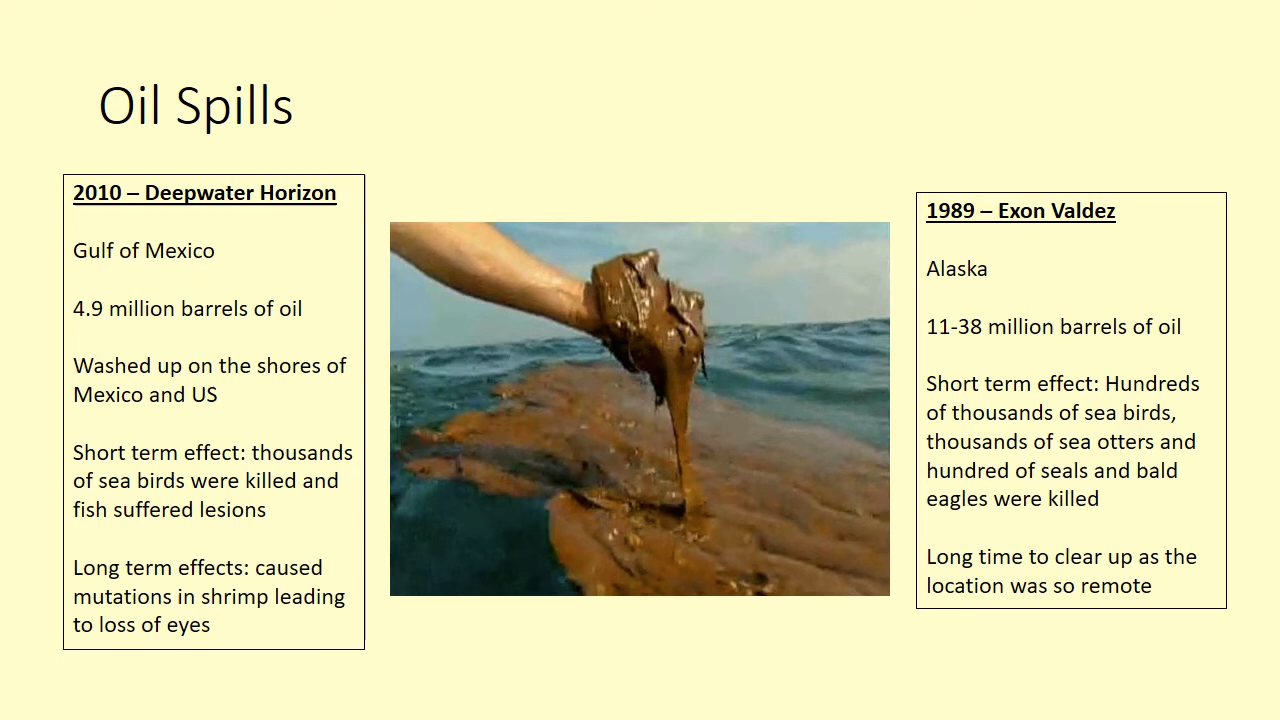 Oil Spills
2010 – Deepwater Horizon
Gulf of Mexico
4.9 million barrels of oil
Washed up on the shores of
Mexico and US
Short term effect: thousands
of sea birds were killed and
fish suffered lesions
Long term effects: caused
mutations in shrimp leading
to loss of eyes
1989 – Exon Valdez
Alaska
11-38 million barrels of oil
Short term effect: Hundreds
of thousands of sea birds,
thousands of sea otters and
hundred of seals and bald
eagles were killed
Long time to clear up as the
location was so remote